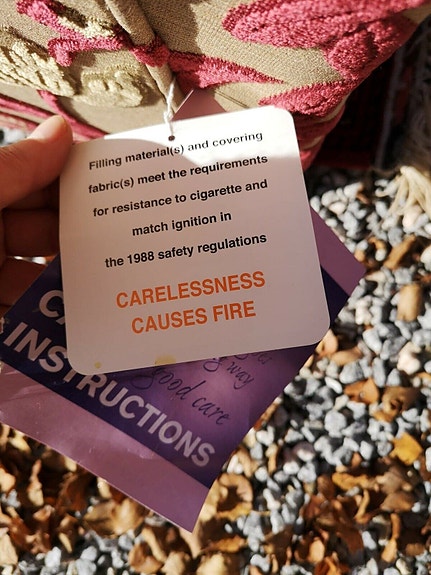 Filling material(s) and covering
fabric(s) meet the requirements
for resistance to cigarette and
match ignition in
the 1988 safety regulations
CARELESSNESS
CAUSES FIRE
way
good care
INSTRUCTIONS